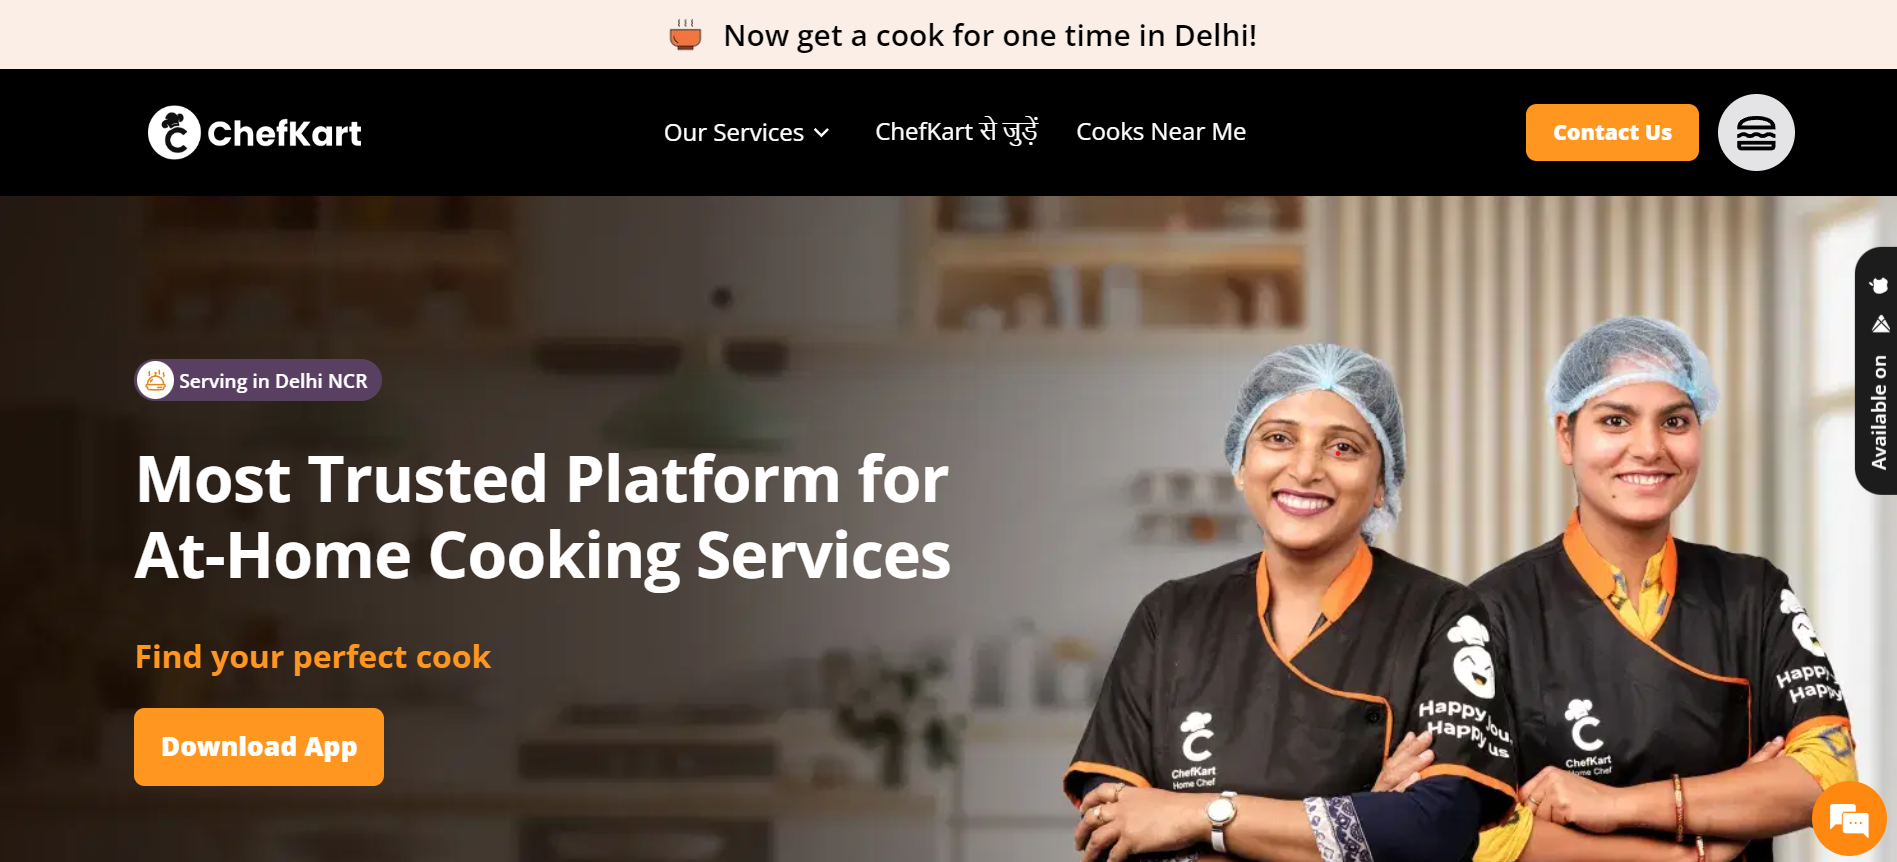 Now get a cook for one time in Delhi!
ChefKart
Our Services
ChefKart से जुड़ें
Cooks Near Me
Contact Us
Available on
Serving in Delhi NCR
Most Trusted Platform for
At-Home Cooking Services
Find your perfect cook
Download App
Happy You,
Happy us
ChefKart
Home Chef
ChefKart
Home Chef
Happy
Happy